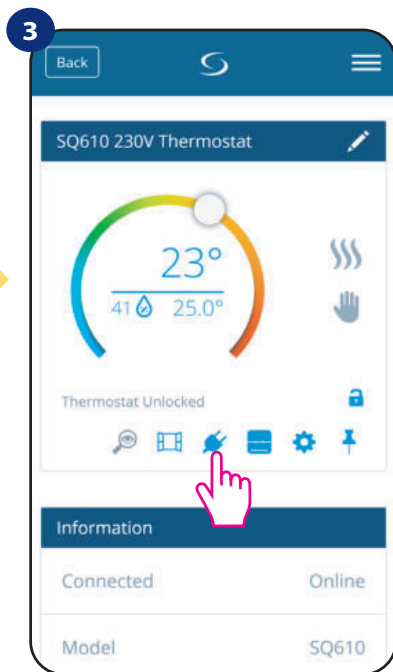 3
Back
SQ610 230V Thermostat
23°
41 25.0°
Thermostat Unlocked
Information
Connected Online
Model SQ610